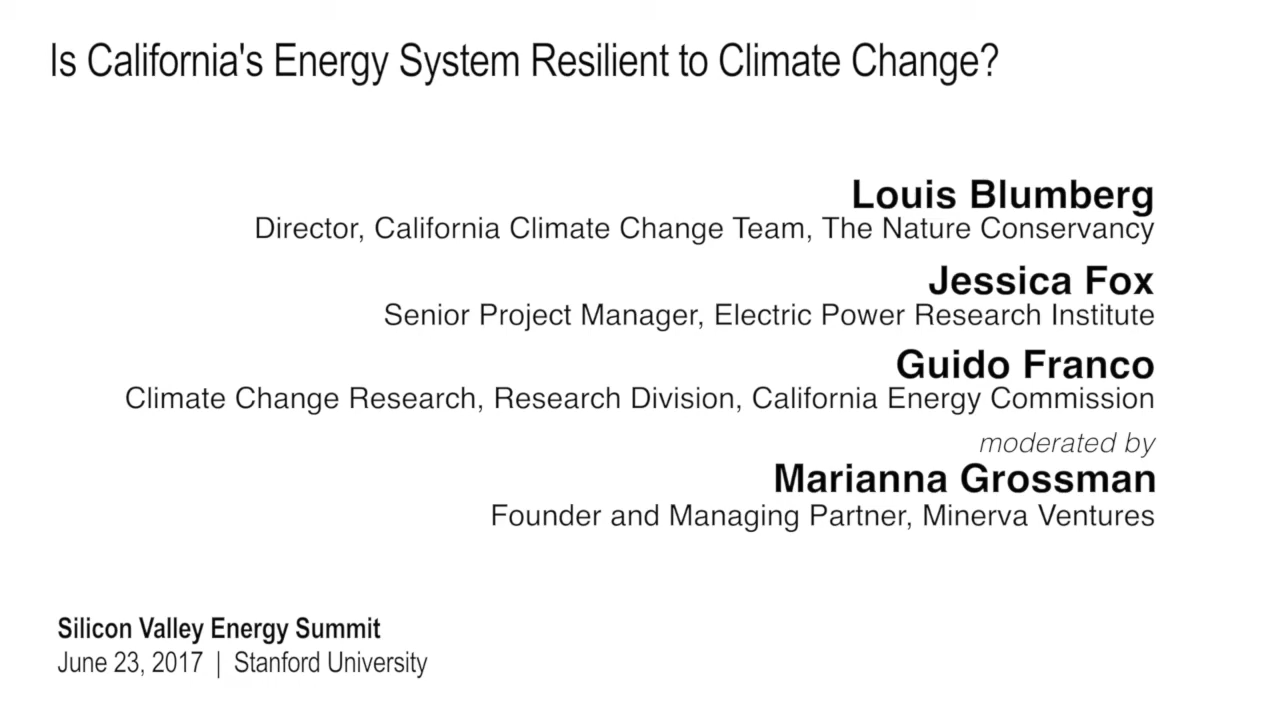 Is California's Energy System Resilient to Climate Change?
Louis Blumberg
Director, California Climate Change Team, The Nature Conservancy
Jessica Fox
Senior Project Manager, Electric Power Research Institute
Guido Franco
Climate Change Research, Research Division, California Energy Commission
moderated by
Marianna Grossman
Founder and Managing Partner, Minerva Ventures
Silicon Valley Energy Summit
June 23, 2017 | Stanford University